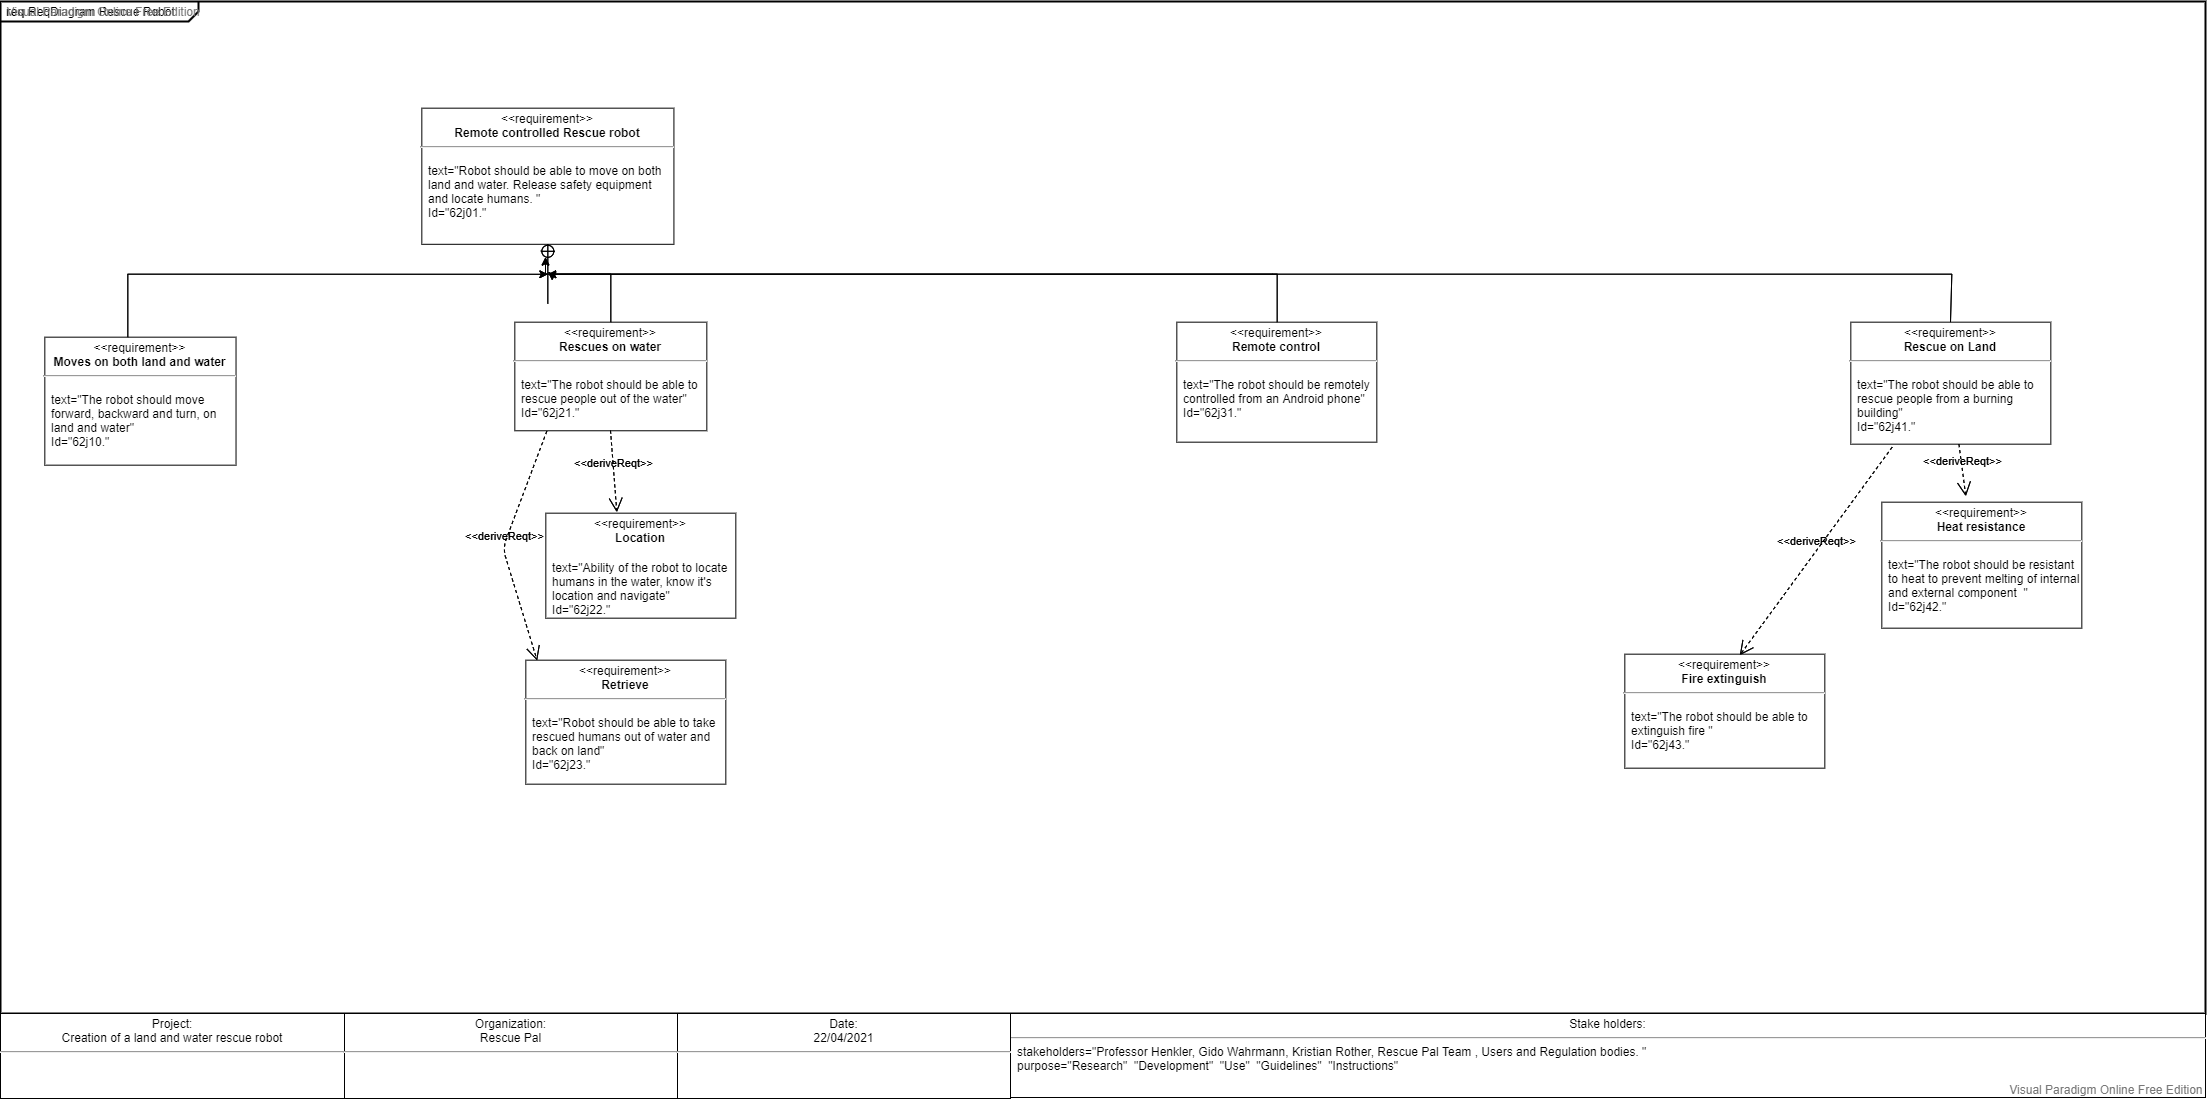 req ReqDiagram Rescue Robot
Visual Paradigm Online Free Edition
<<requirement>>
Remote controlled Rescue robot
text="Robot should be able to move on both
land and water. Release safety equipment
and locate humans. "
Id="62j01."
<<requirement>>
Moves on both land and water
text="The robot should move
forward, backward and turn, on
land and water"
Id="62j10."
<<requirement>>
Rescues on water
text="The robot should be able to
rescue people out of the water"
Id="62j21."
<<requirement>>
Remote control
text="The robot should be remotely
controlled from an Android phone"
Id="62j31."
<<requirement>>
Rescue on Land
text="The robot should be able to
rescue people from a burning
building"
Id="62j41."
<<deriveReqt>>
<<deriveReqt>>
<<deriveReqt>>
<<deriveReqt>>
<<requirement>>
Location
text="Ability of the robot to locate
humans in the water, know it's
location and navigate"
Id="62j22."
<<requirement>>
Heat resistance
text="The robot should be resistant
to heat to prevent melting of internal
and external component  "
Id="62j42."
<<requirement>>
Retrieve
text="Robot should be able to take
rescued humans out of water and
back on land"
Id="62j23."
<<requirement>>
Fire extinguish
text="The robot should be able to
extinguish fire "
Id="62j43."
Project:
Creation of a land and water rescue robot
Organization:
Rescue Pal
Date:
22/04/2021
Stake holders:
stakeholders="Professor Henkler, Gido Wahrmann, Kristian Rother, Rescue Pal Team , Users and Regulation bodies. "
purpose="Research"  "Development"  "Use"  "Guidelines"  "Instructions"
Visual Paradigm Online Free Edition